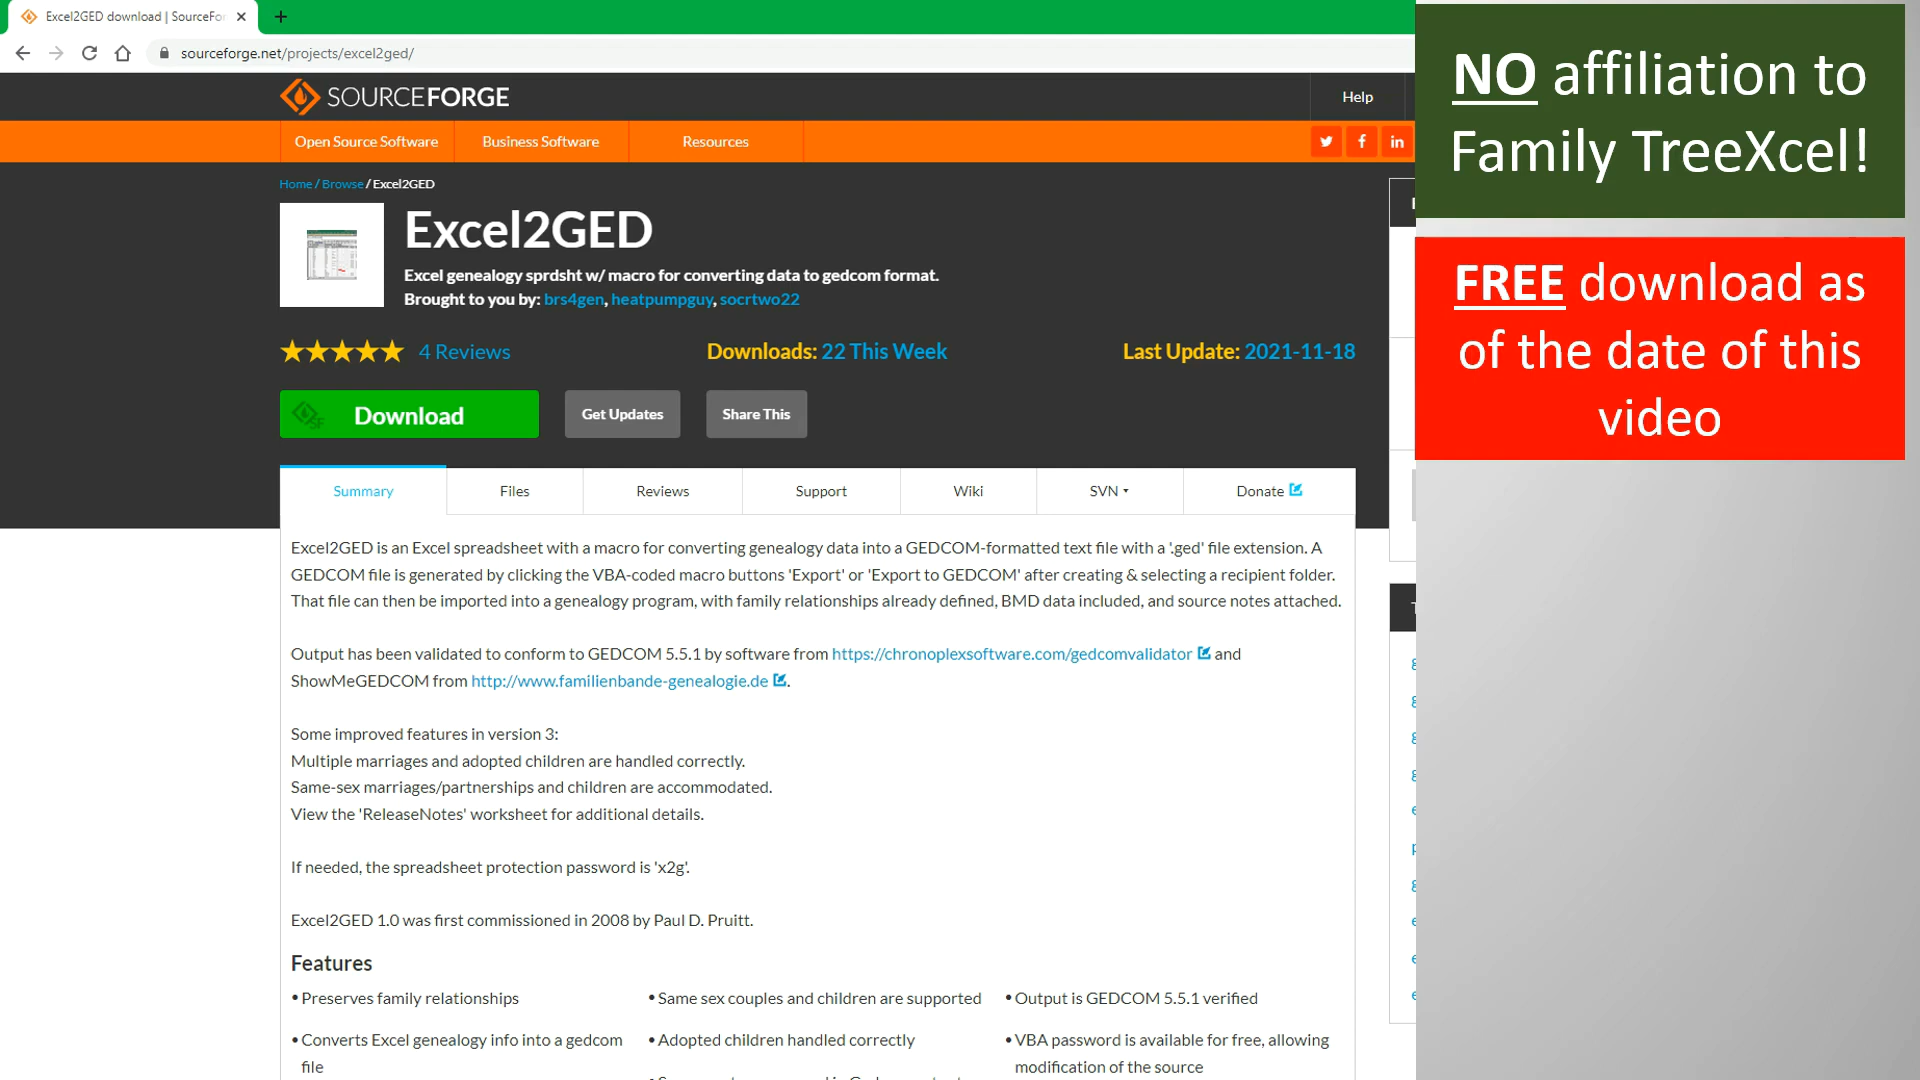 Excel2GED download | SourceFor
sourceforge.net/projects/excel2ged/
SOURCEFORGE
Help
Open Source Software
Business Software
Resources
Home / Browse / Excel2GED
Excel2GED
Excel genealogy sprdsht w/ macro for converting data to gedcom format.
Brought to you by: brs4gen, heatpumpguy, socrtwo22
4 Reviews
Downloads: 22 This Week
Last Update: 2021-11-18
Download
Get Updates
Share This
Summary
Files
Reviews
Support
Wiki
SVN
Donate
Excel2GED is an Excel spreadsheet with a macro for converting genealogy data into a GEDCOM-formatted text file with a '.ged' file extension. A
GEDCOM file is generated by clicking the VBA-coded macro buttons 'Export' or 'Export to GEDCOM' after creating & selecting a recipient folder.
That file can then be imported into a genealogy program, with family relationships already defined, BMD data included, and source notes attached.
Output has been validated to conform to GEDCOM 5.5.1 by software from https://chronoplexsoftware.com/gedcomvalidator and
ShowMeGEDCOM from http://www.familienbande-genealogie.de.
Some improved features in version 3:
Multiple marriages and adopted children are handled correctly.
Same-sex marriages/partnerships and children are accommodated.
View the 'ReleaseNotes' worksheet for additional details.
If needed, the spreadsheet protection password is 'x2g'.
Excel2GED 1.0 was first commissioned in 2008 by Paul D. Pruitt.
Features
• Preserves family relationships
• Converts Excel genealogy info into a gedcom
file
• Same sex couples and children are supported
• Adopted children handled correctly
• Output is GEDCOM 5.5.1 verified
• VBA password is available for free, allowing
modification of the source
NO affiliation to
Family TreeXcel!
FREE download as
of the date of this
video